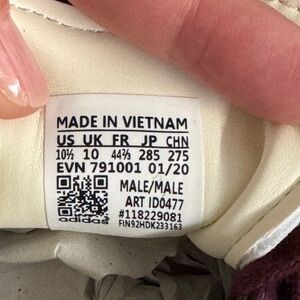 MADE IN VIETNAM
US UK FR JP CHN
10½ 10 44⅔ 285 275
EVN 791001 01/20
MALE/MALE
ART ID0477
#118229081
FIN92HDK233163
adidas